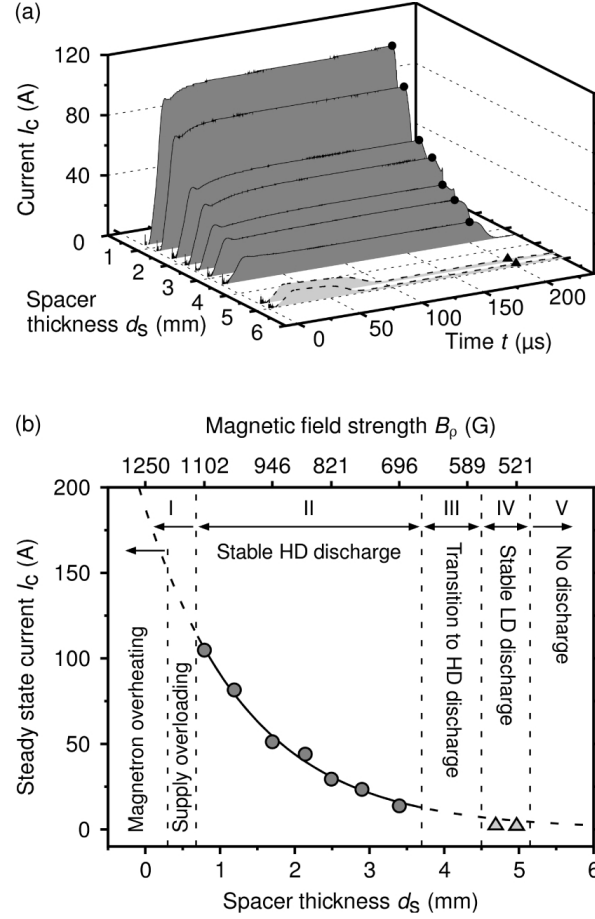 (a)
120
80
40
0
Current I_C (A)
1
2
3
4
5
6
Spacer
thickness d_S (mm)
0
50
100
150
200
Time t (µs)
(b)
Magnetic field strength B_ρ (G)
1250 1102 946 821 696 589 521
200
150
100
50
0
Steady state current I_C (A)
I II III IV V
Stable HD discharge
Magnetron overheating
Supply overloading
Transition to HD discharge
Stable LD discharge
No discharge
0 1 2 3 4 5 6
Spacer thickness d_S (mm)